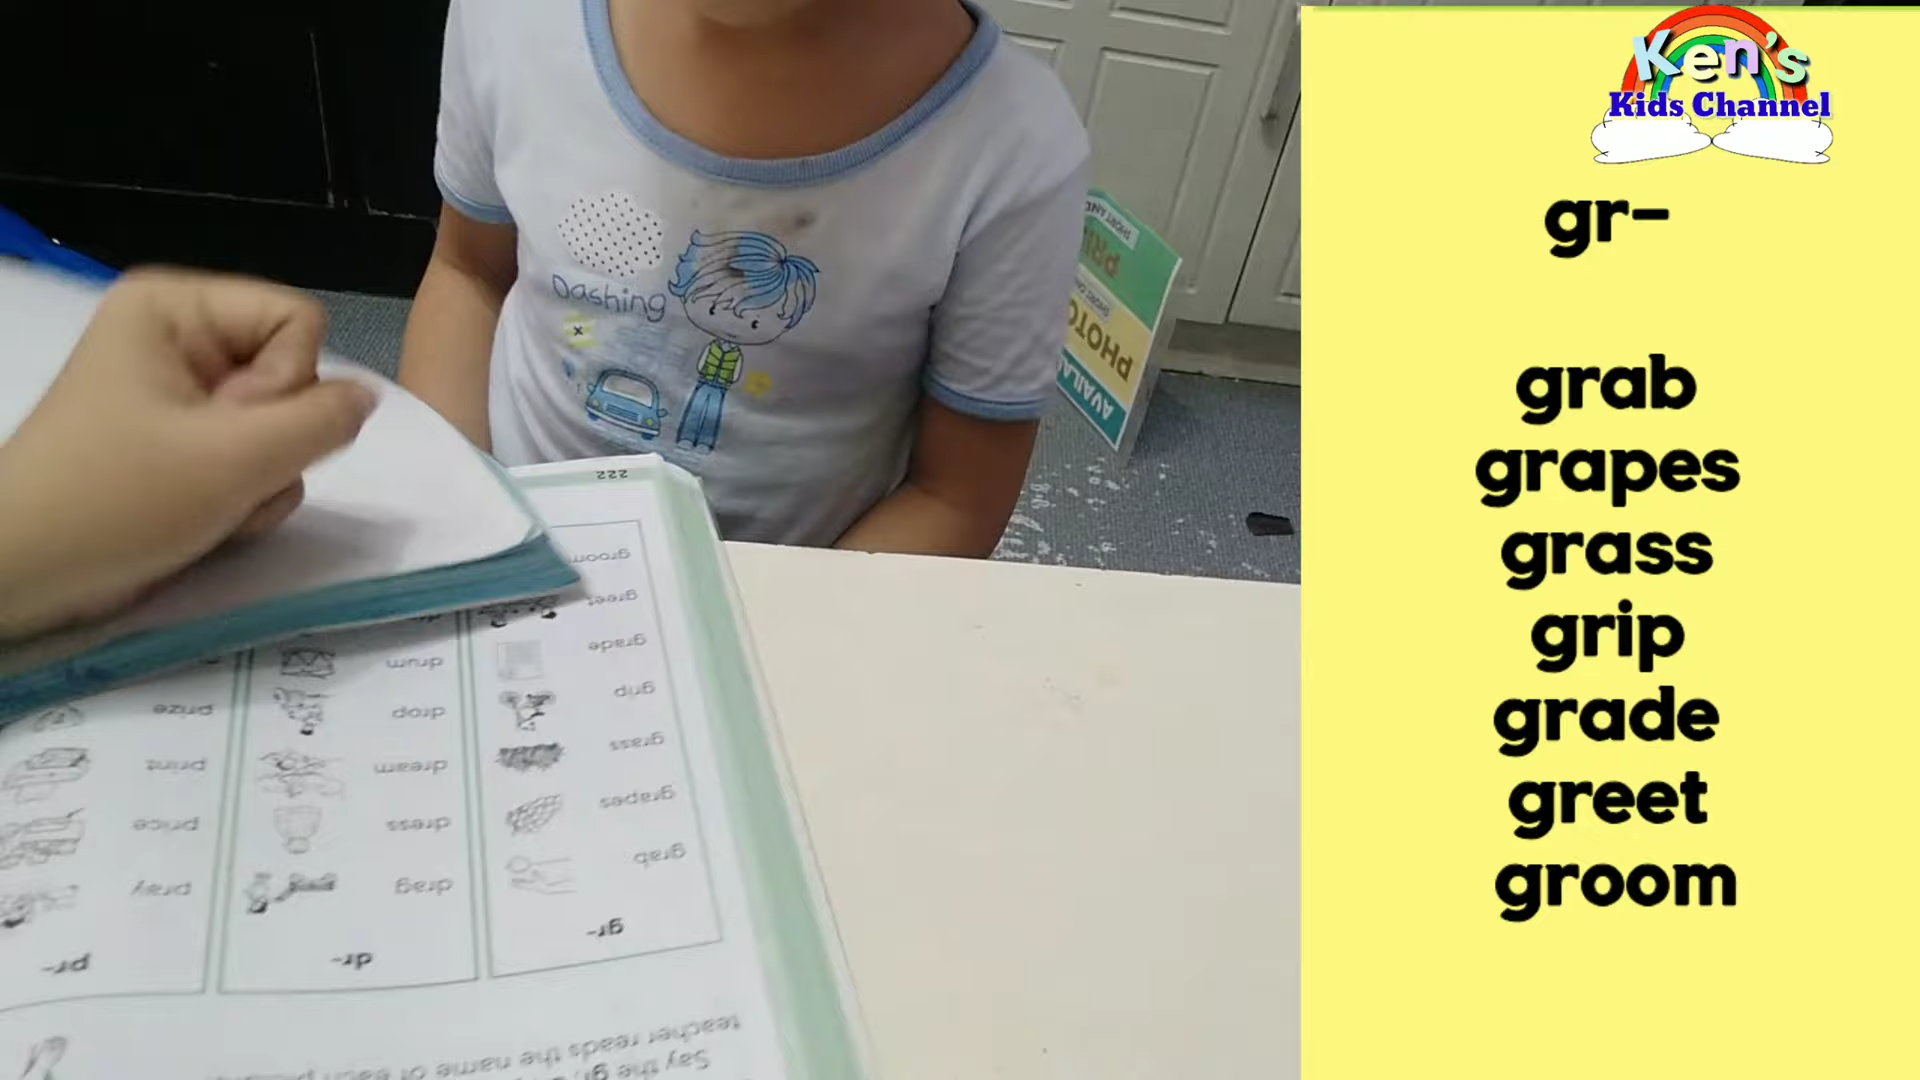 Ken's
Kids Channel
gr-
grab
grapes
grass
grip
grade
greet
groom
Dashing
PHOTO
222
gr-
grab
grapes
grass
grip
grade
greet
groom
dr-
drag
dress
dream
drop
drum
pr-
pray
price
print
prize
Say the gr
teacher reads the name of each